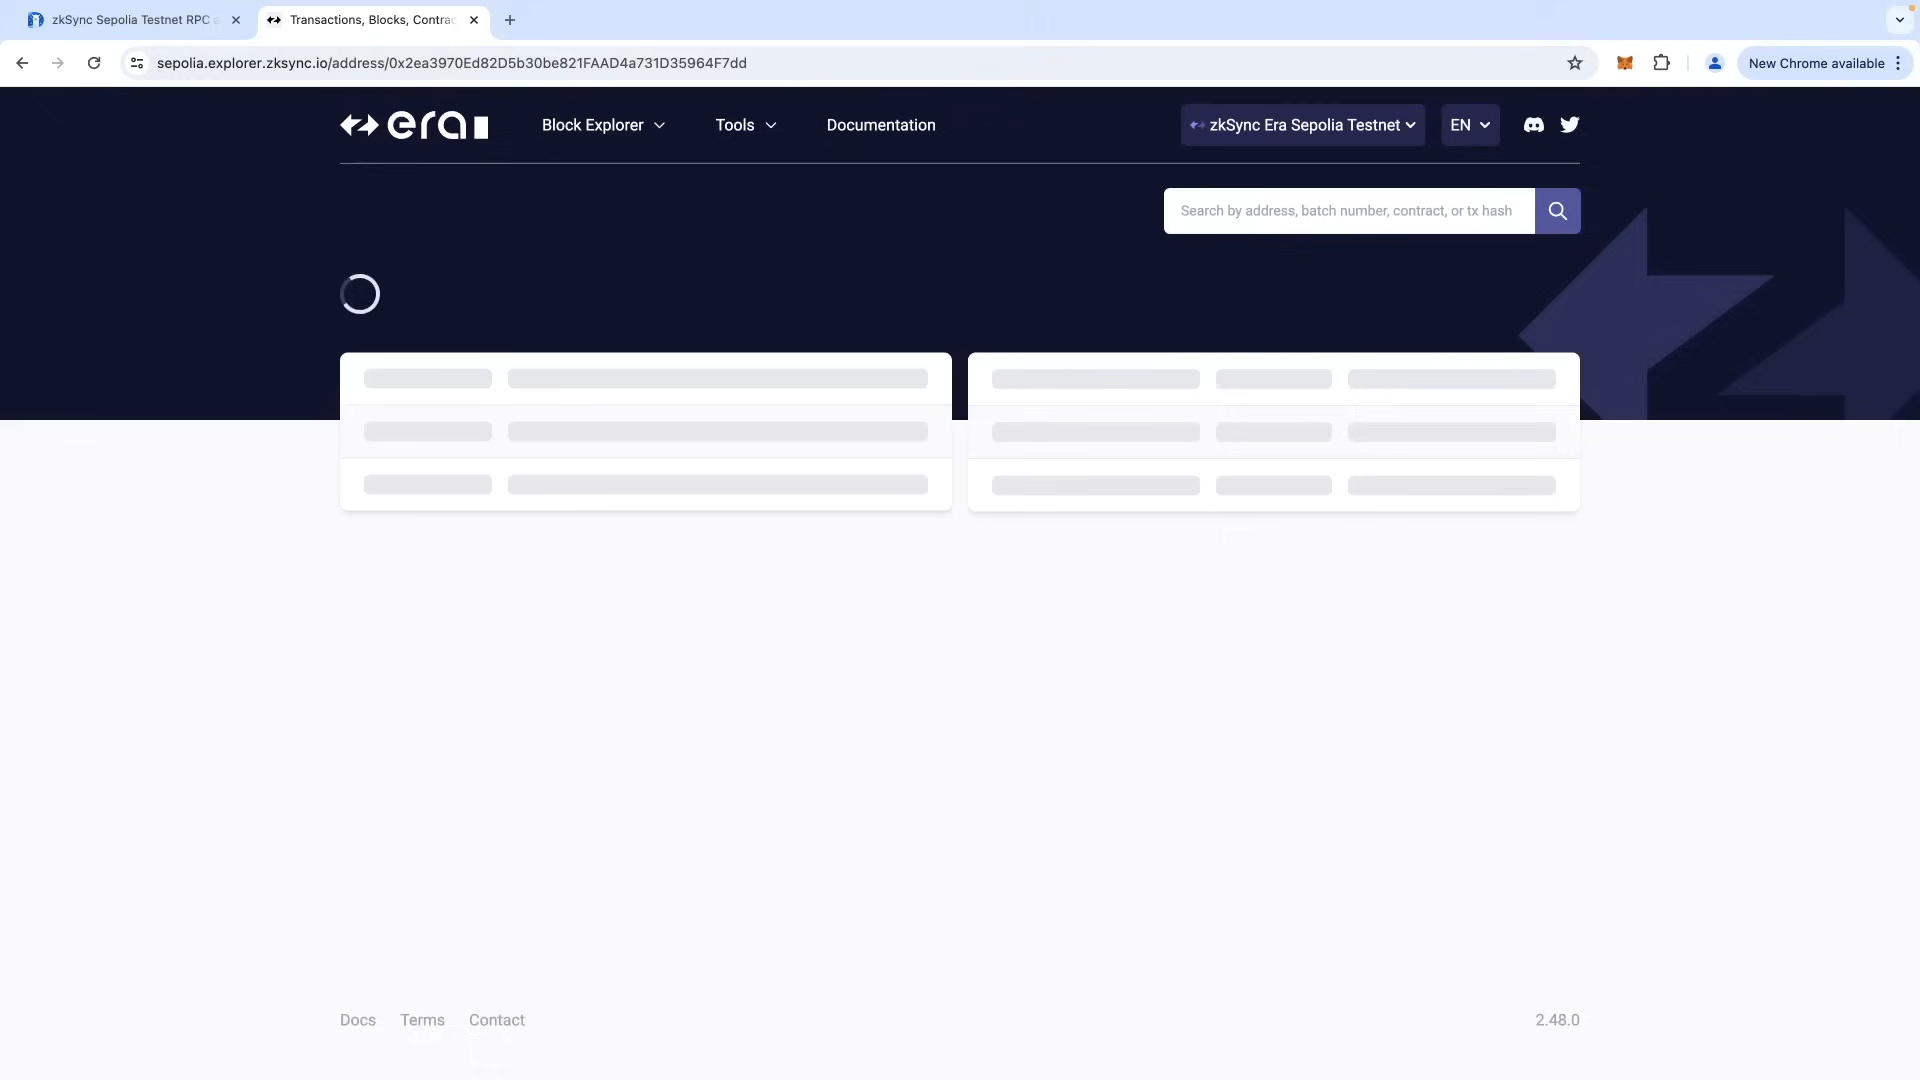 zkSync Sepolia Testnet RPC
Transactions, Blocks, Contrac
sepolia.explorer.zksync.io/address/0x2ea3970Ed82D5b30be821FAAD4a731D35964F7dd
New Chrome available
era
Block Explorer
Tools
Documentation
zkSync Era Sepolia Testnet
EN
Search by address, batch number, contract, or tx hash
Docs
Terms
Contact
2.48.0